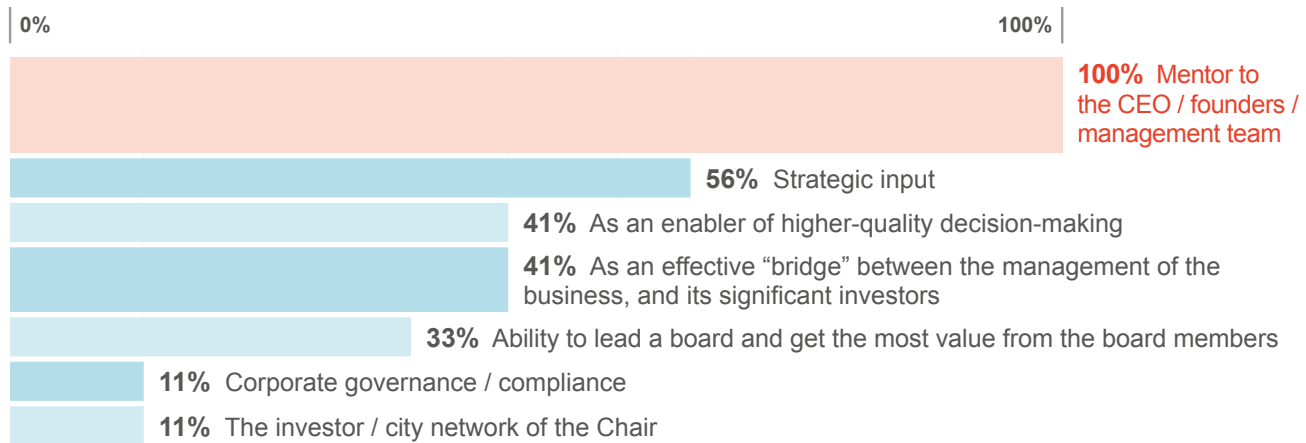 0% 100%
100% Mentor to
the CEO / founders /
management team
56% Strategic input
41% As an enabler of higher-quality decision-making
41% As an effective “bridge” between the management of the
business, and its significant investors
33% Ability to lead a board and get the most value from the board members
11% Corporate governance / compliance
11% The investor / city network of the Chair